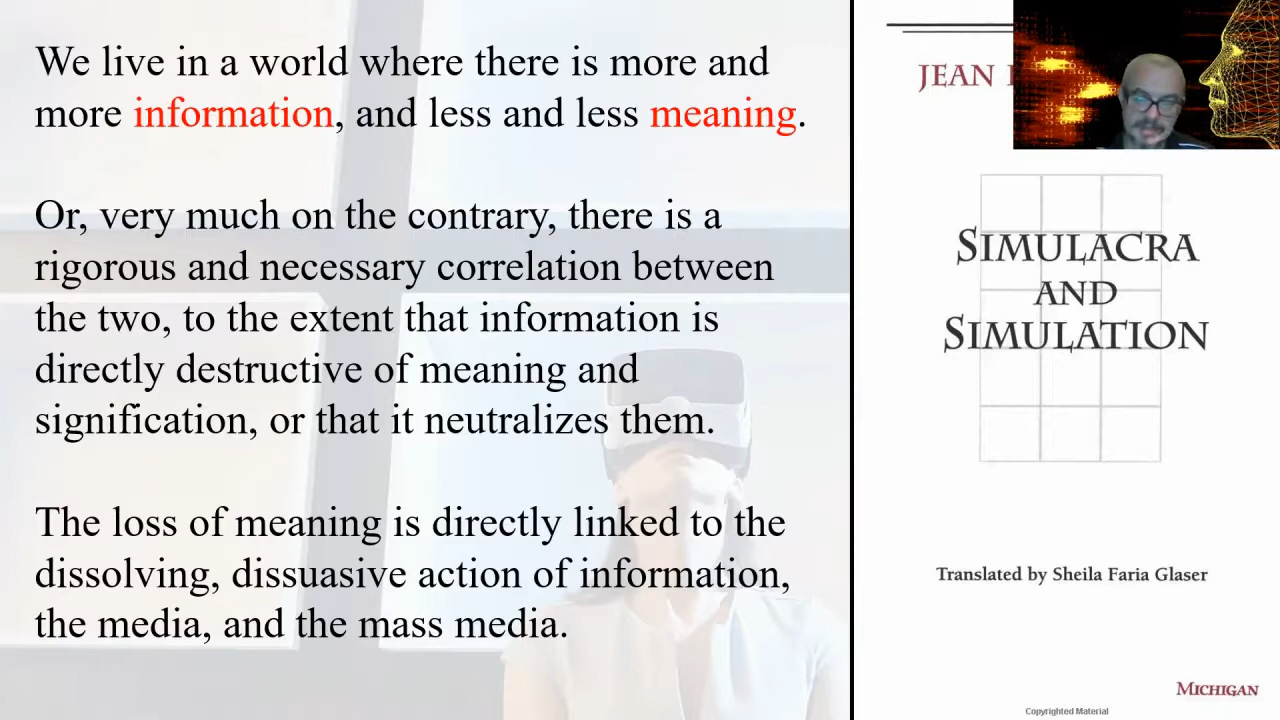 We live in a world where there is more and
more information, and less and less meaning.
Or, very much on the contrary, there is a
rigorous and necessary correlation between
the two, to the extent that information is
directly destructive of meaning and
signification, or that it neutralizes them.
The loss of meaning is directly linked to the
dissolving, dissuasive action of information,
the media, and the mass media.
JEAN
SIMULACRA
AND
SIMULATION
Translated by Sheila Faria Glaser
MICHIGAN
Copyrighted Material